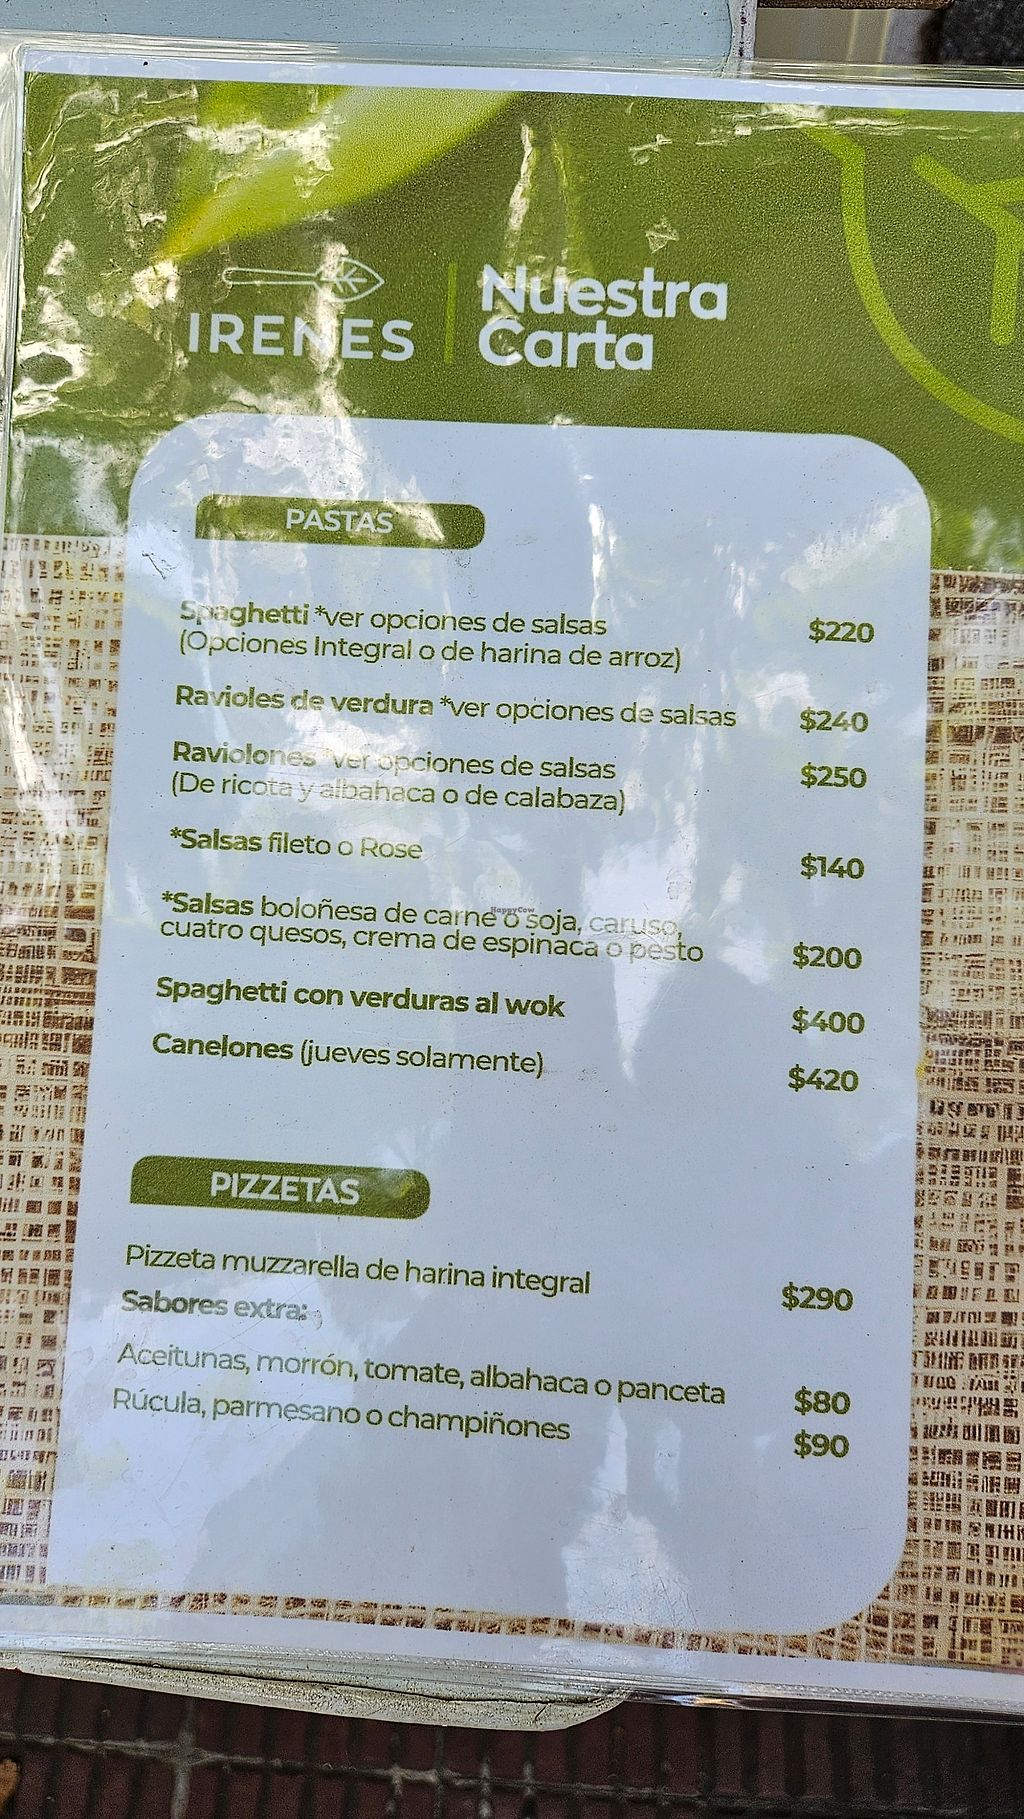 IRENES
Nuestra
Carta
PASTAS
Spaghetti *ver opciones de salsas $220
(Opciones Integral o de harina de arroz)
Ravioles de verdura *ver opciones de salsas $240
Raviolones *ver opciones de salsas $250
(De ricota y albahaca o de calabaza)
*Salsas fileto o Rose $140
*Salsas boloñesa de carne o soja, caruso,
cuatro quesos, crema de espinaca o pesto $200
HappyCow
Spaghetti con verduras al wok $400
Canelones (jueves solamente) $420
PIZZETAS
Pizzeta muzzarella de harina integral $290
Sabores extra:
Aceitunas, morrón, tomate, albahaca o panceta $80
Rúcula, parmesano o champiñones $90